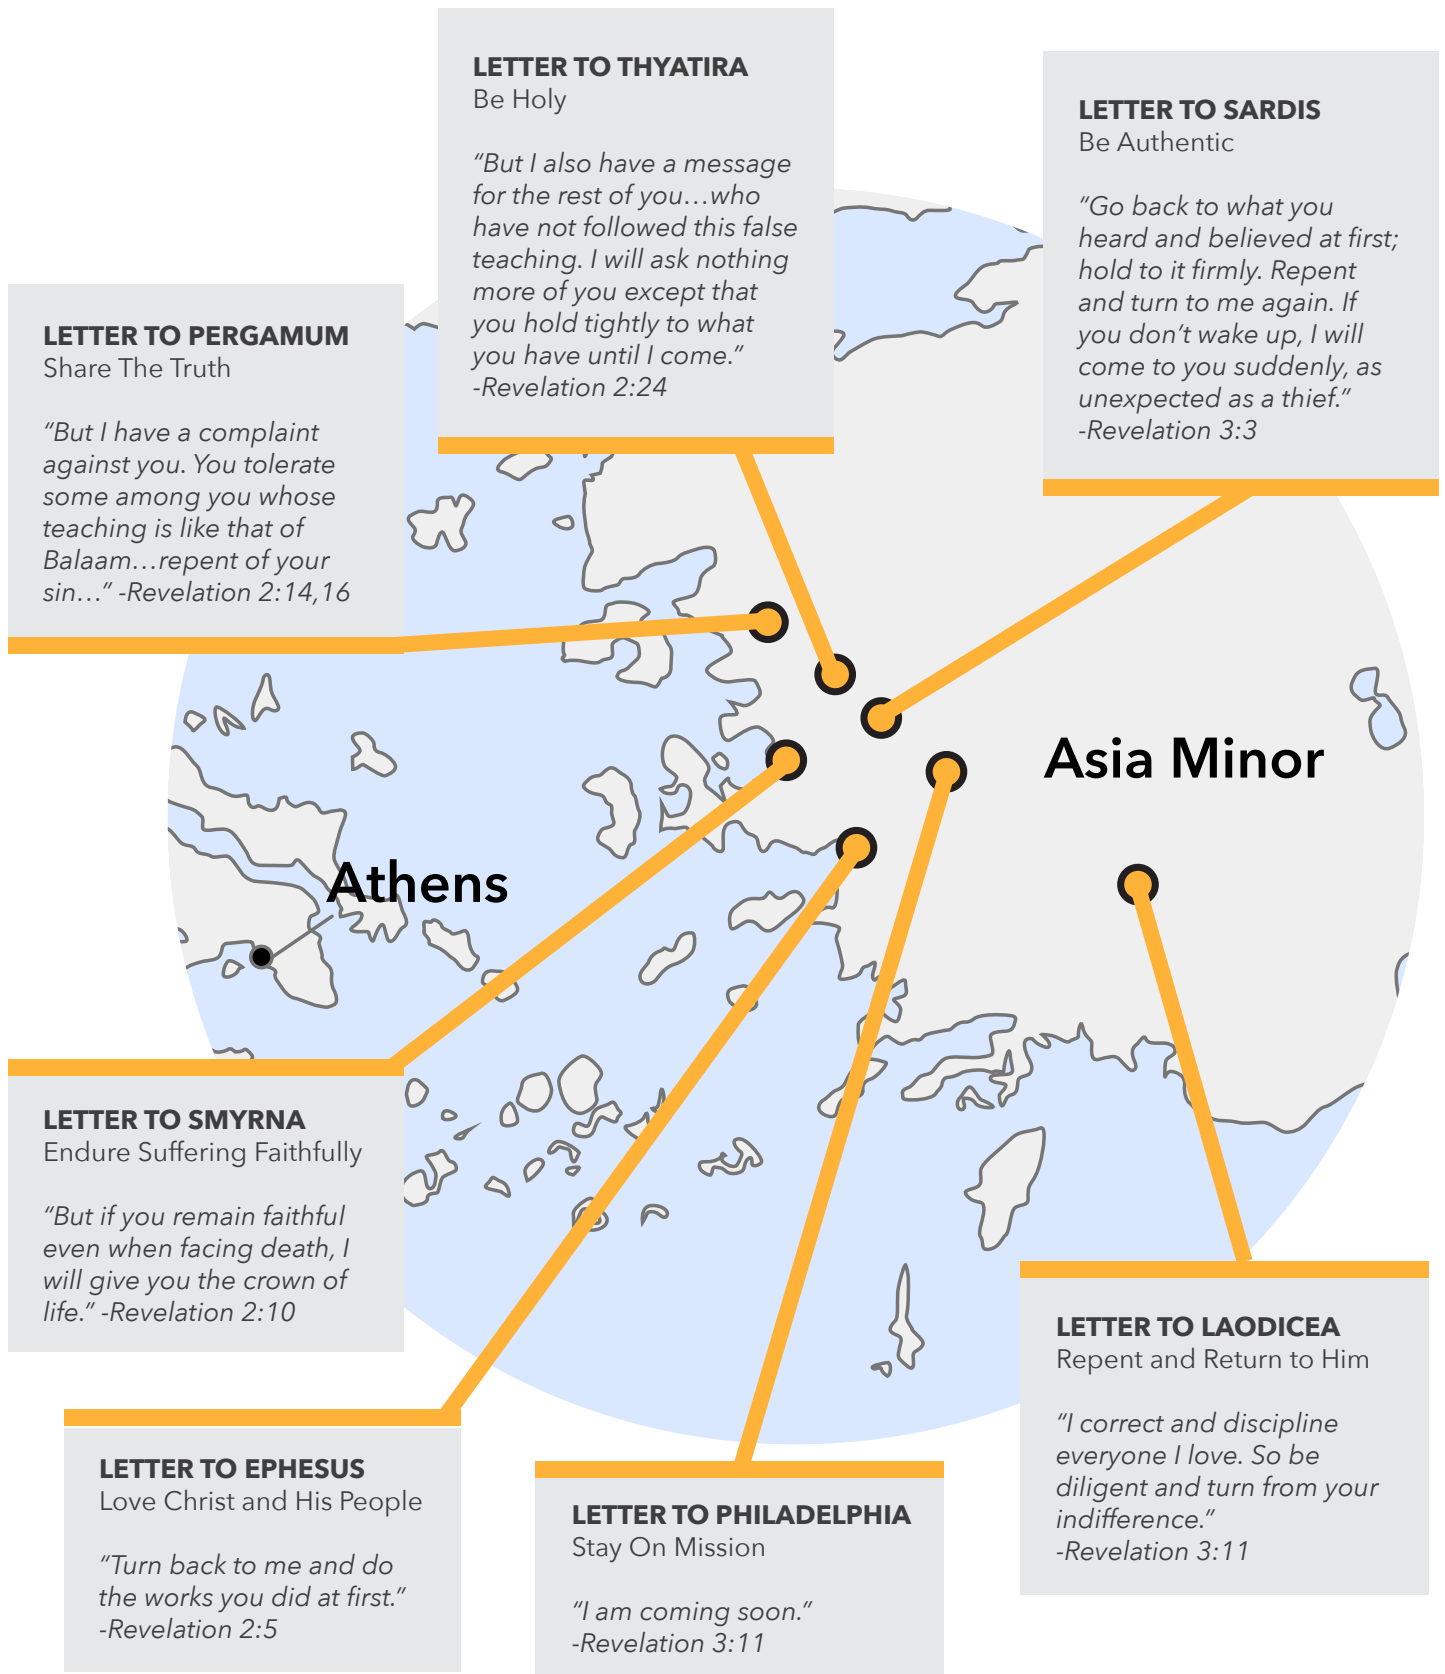 LETTER TO THYATIRA
Be Holy
“But I also have a message
for the rest of you…who
have not followed this false
teaching. I will ask nothing
more of you except that
you hold tightly to what
you have until I come.”
-Revelation 2:24
LETTER TO SARDIS
Be Authentic
“Go back to what you
heard and believed at first;
hold to it firmly. Repent
and turn to me again. If
you don’t wake up, I will
come to you suddenly, as
unexpected as a thief.”
-Revelation 3:3
LETTER TO PERGAMUM
Share The Truth
“But I have a complaint
against you. You tolerate
some among you whose
teaching is like that of
Balaam…repent of your
sin…” -Revelation 2:14,16
Asia Minor
Athens
LETTER TO SMYRNA
Endure Suffering Faithfully
“But if you remain faithful
even when facing death, I
will give you the crown of
life.” -Revelation 2:10
LETTER TO EPHESUS
Love Christ and His People
“Turn back to me and do
the works you did at first.”
-Revelation 2:5
LETTER TO PHILADELPHIA
Stay On Mission
“I am coming soon.”
-Revelation 3:11
LETTER TO LAODICEA
Repent and Return to Him
“I correct and discipline
everyone I love. So be
diligent and turn from your
indifference.”
-Revelation 3:11